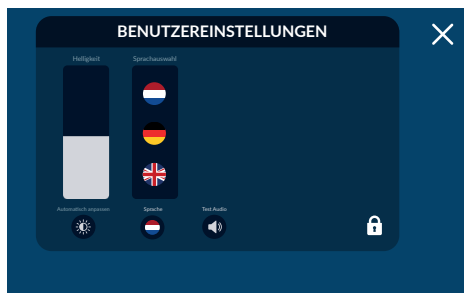 BENUTZEREINSTELLUNGEN
Helligkeit Sprachauswahl
Automatisch anpassen Sprache Test Audio